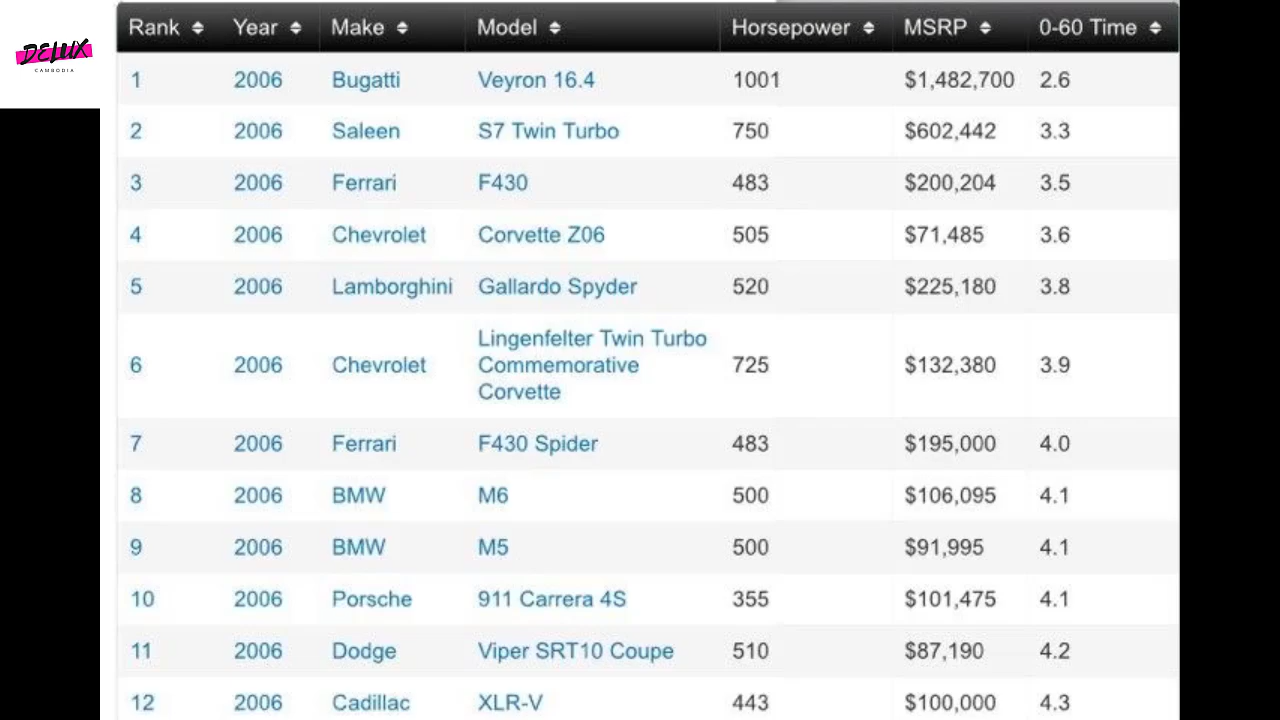 DELUX
CAMBODIA
Rank Year Make Model Horsepower MSRP 0-60 Time
1 2006 Bugatti Veyron 16.4 1001 $1,482,700 2.6
2 2006 Saleen S7 Twin Turbo 750 $602,442 3.3
3 2006 Ferrari F430 483 $200,204 3.5
4 2006 Chevrolet Corvette Z06 505 $71,485 3.6
5 2006 Lamborghini Gallardo Spyder 520 $225,180 3.8
Lingenfelter Twin Turbo
6 2006 Chevrolet Commemorative 725 $132,380 3.9
Corvette
7 2006 Ferrari F430 Spider 483 $195,000 4.0
8 2006 BMW M6 500 $106,095 4.1
9 2006 BMW M5 500 $91,995 4.1
10 2006 Porsche 911 Carrera 4S 355 $101,475 4.1
11 2006 Dodge Viper SRT10 Coupe 510 $87,190 4.2
12 2006 Cadillac XLR-V 443 $100,000 4.3